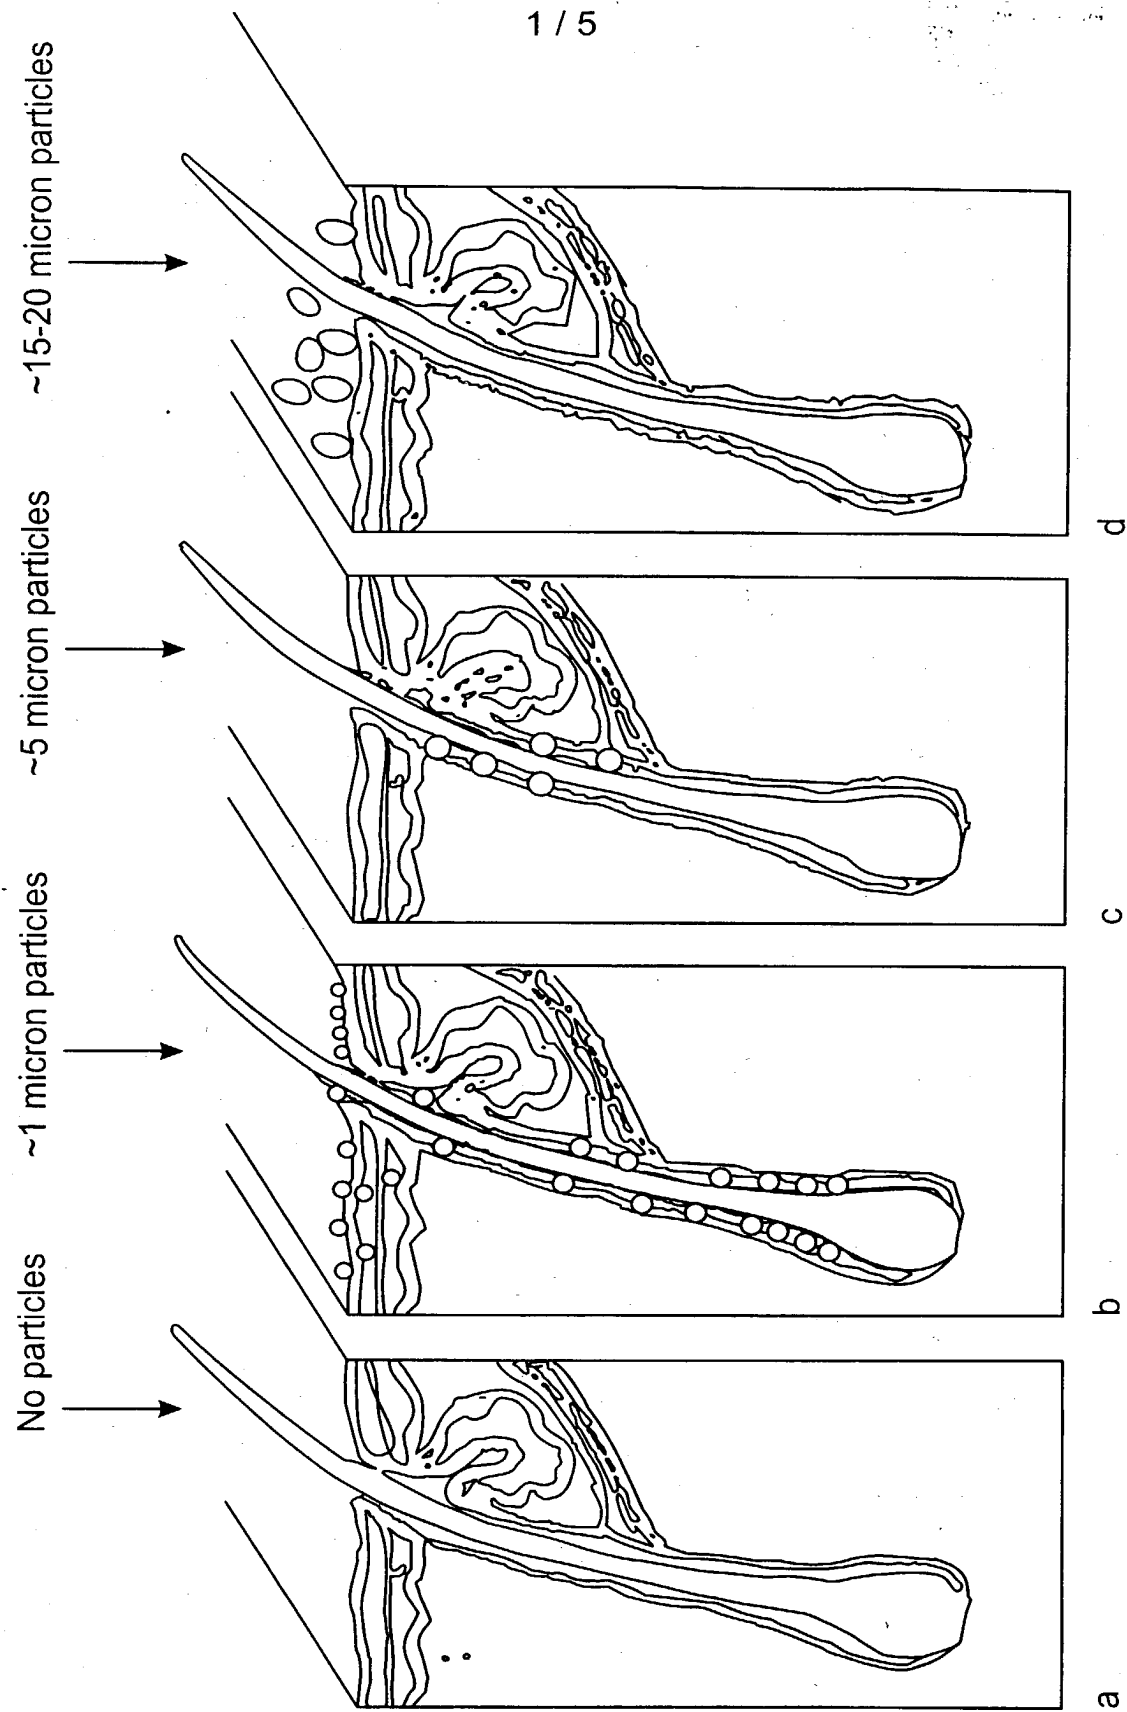 1 / 5
No particles
~1 micron particles
~5 micron particles
~15-20 micron particles
a
b
c
d